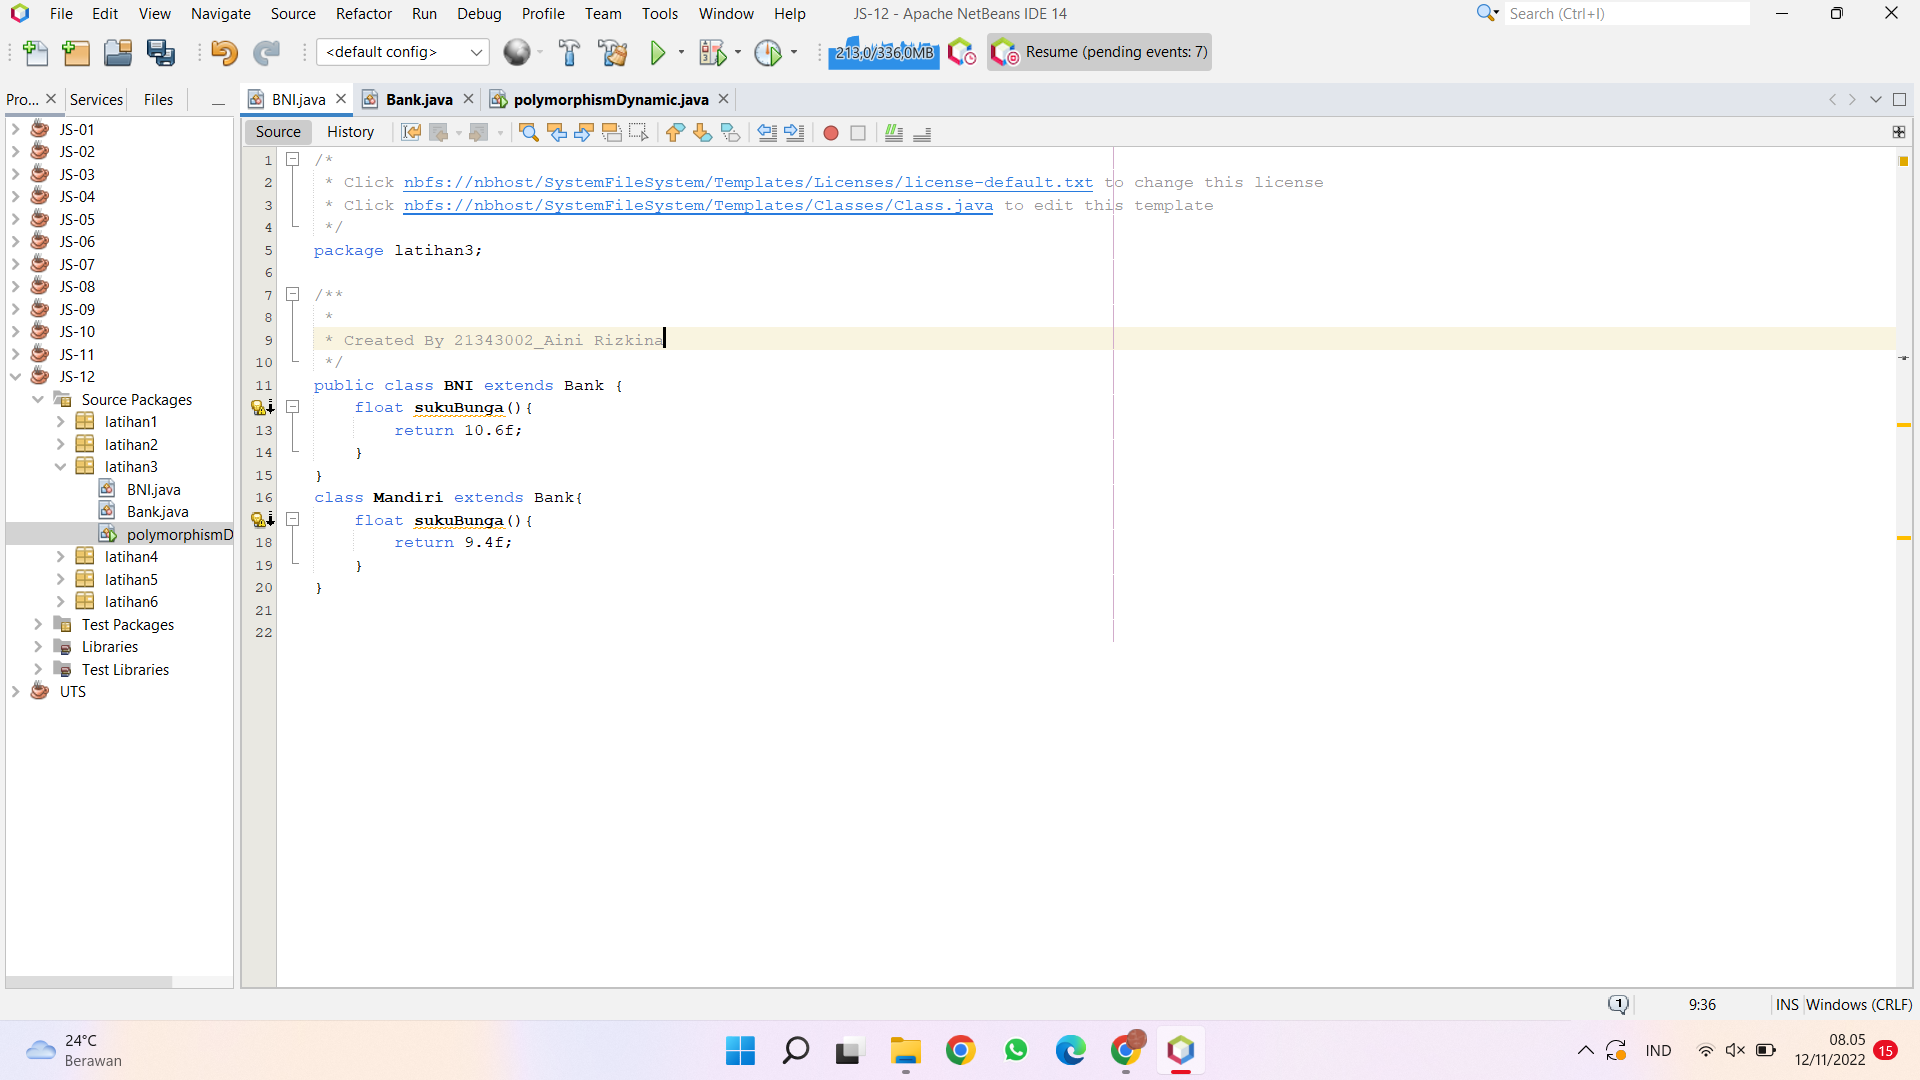 File Edit View Navigate Source Refactor Run Debug Profile Team Tools Window Help JS-12 - Apache NetBeans IDE 14 Search (Ctrl+I)
<default config> 213,0/336,0MB Resume (pending events: 7)
Pro... Services Files BNI.java Bank.java polymorphismDynamic.java
Source History
JS-01
JS-02
JS-03
JS-04
JS-05
JS-06
JS-07
JS-08
JS-09
JS-10
JS-11
JS-12
Source Packages
latihan1
latihan2
latihan3
BNI.java
Bank.java
polymorphismD
latihan4
latihan5
latihan6
Test Packages
Libraries
Test Libraries
UTS
1 /*
2 * Click nbfs://nbhost/SystemFileSystem/Templates/Licenses/license-default.txt to change this license
3 * Click nbfs://nbhost/SystemFileSystem/Templates/Classes/Class.java to edit this template
4 */
5 package latihan3;
6
7 /**
8 *
9 * Created By 21343002_Aini Rizkina
10 */
11 public class BNI extends Bank {
float sukuBunga(){
13 return 10.6f;
14 }
15 }
16 class Mandiri extends Bank{
float sukuBunga(){
18 return 9.4f;
19 }
20 }
21
22
1 9:36 INS Windows (CRLF)
24°C
Berawan
IND
08.05
12/11/2022
15